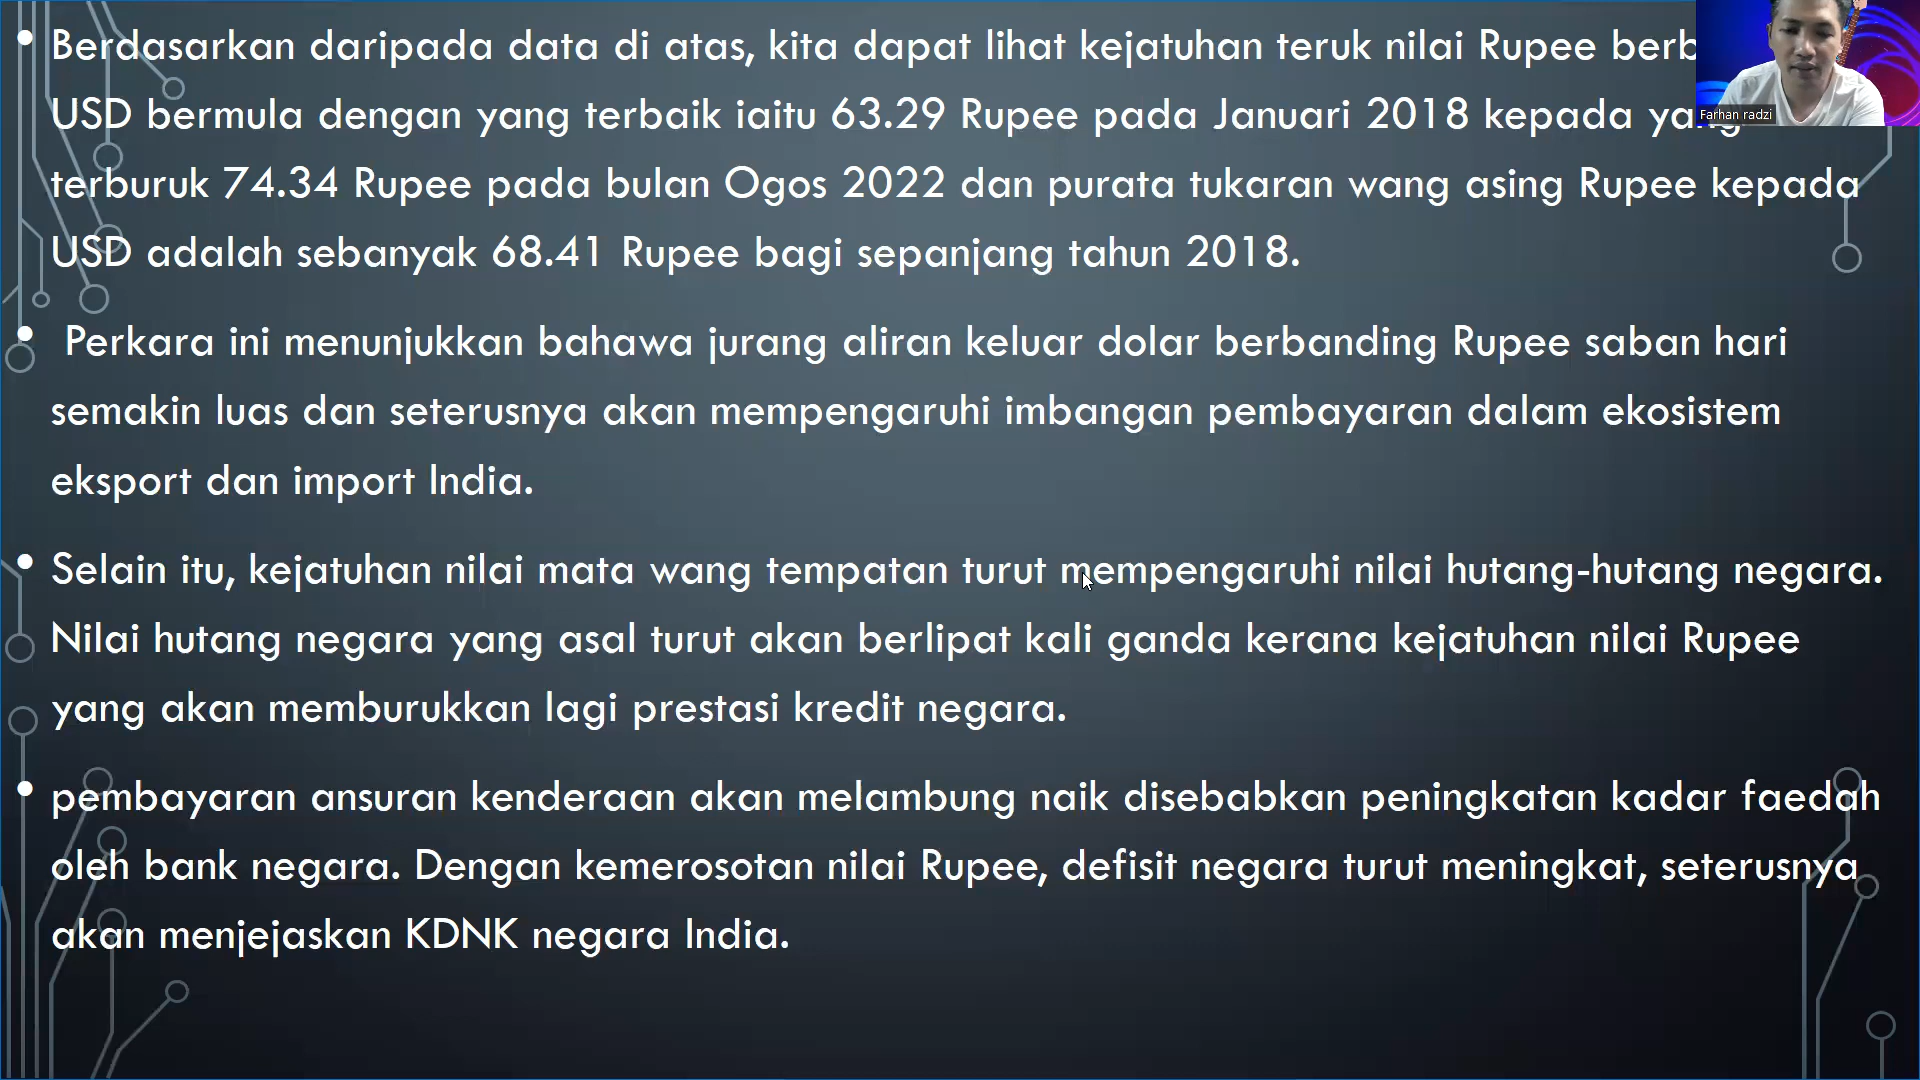 • Berdasarkan daripada data di atas, kita dapat lihat kejatuhan teruk nilai Rupee
USD bermula dengan yang terbaik iaitu 63.29 Rupee pada Januari 2018 kepada yang
terburuk 74.34 Rupee pada bulan Ogos 2022 dan purata tukaran wang asing Rupee kepada
USD adalah sebanyak 68.41 Rupee bagi sepanjang tahun 2018.
• Perkara ini menunjukkan bahawa jurang aliran keluar dolar berbanding Rupee saban hari
semakin luas dan seterusnya akan mempengaruhi imbangan pembayaran dalam ekosistem
eksport dan import India.
• Selain itu, kejatuhan nilai mata wang tempatan turut mempengaruhi nilai hutang-hutang negara.
Nilai hutang negara yang asal turut akan berlipat kali ganda kerana kejatuhan nilai Rupee
yang akan memburukkan lagi prestasi kredit negara.
• pembayaran ansuran kenderaan akan melambung naik disebabkan peningkatan kadar faedah
oleh bank negara. Dengan kemerosotan nilai Rupee, defisit negara turut meningkat, seterusnya
akan menjejaskan KDNK negara India.
Farhan radzi